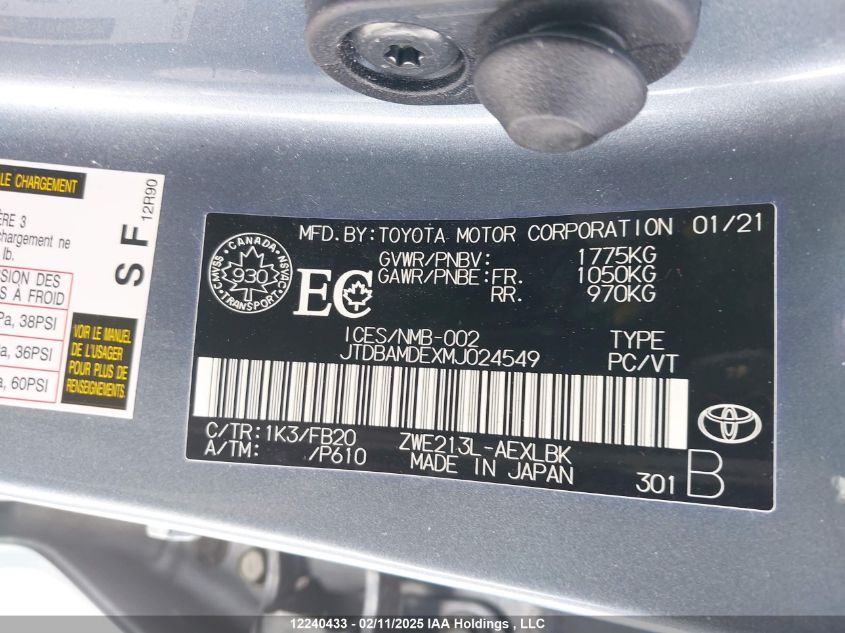 LE CHARGEMENT
ÈRE 3
chargement ne
lb.
SION DES
S À FROID
Pa, 38PSI
a, 36PSI
a, 60PSI
VOIR LE MANUEL
DE L'USAGER
POUR PLUS DE
RENSEIGNEMENTS.
12R90
S F
MFD.BY:TOYOTA MOTOR CORPORATION 01/21
GVWR/PNBV: 1775KG
GAWR/PNBE:FR. 1050KG
RR. 970KG
CANADA
CMVSS 930 NSVAC
TRANSPORT
EC
ICES/NMB-002 TYPE
JTDBAMDEXMJ024549 PC/VT
C/TR:1K3/FB20 ZWE213L-AEXLBK
A/TM: /P610 MADE IN JAPAN
301 B
12240433 - 02/11/2025 IAA Holdings , LLC